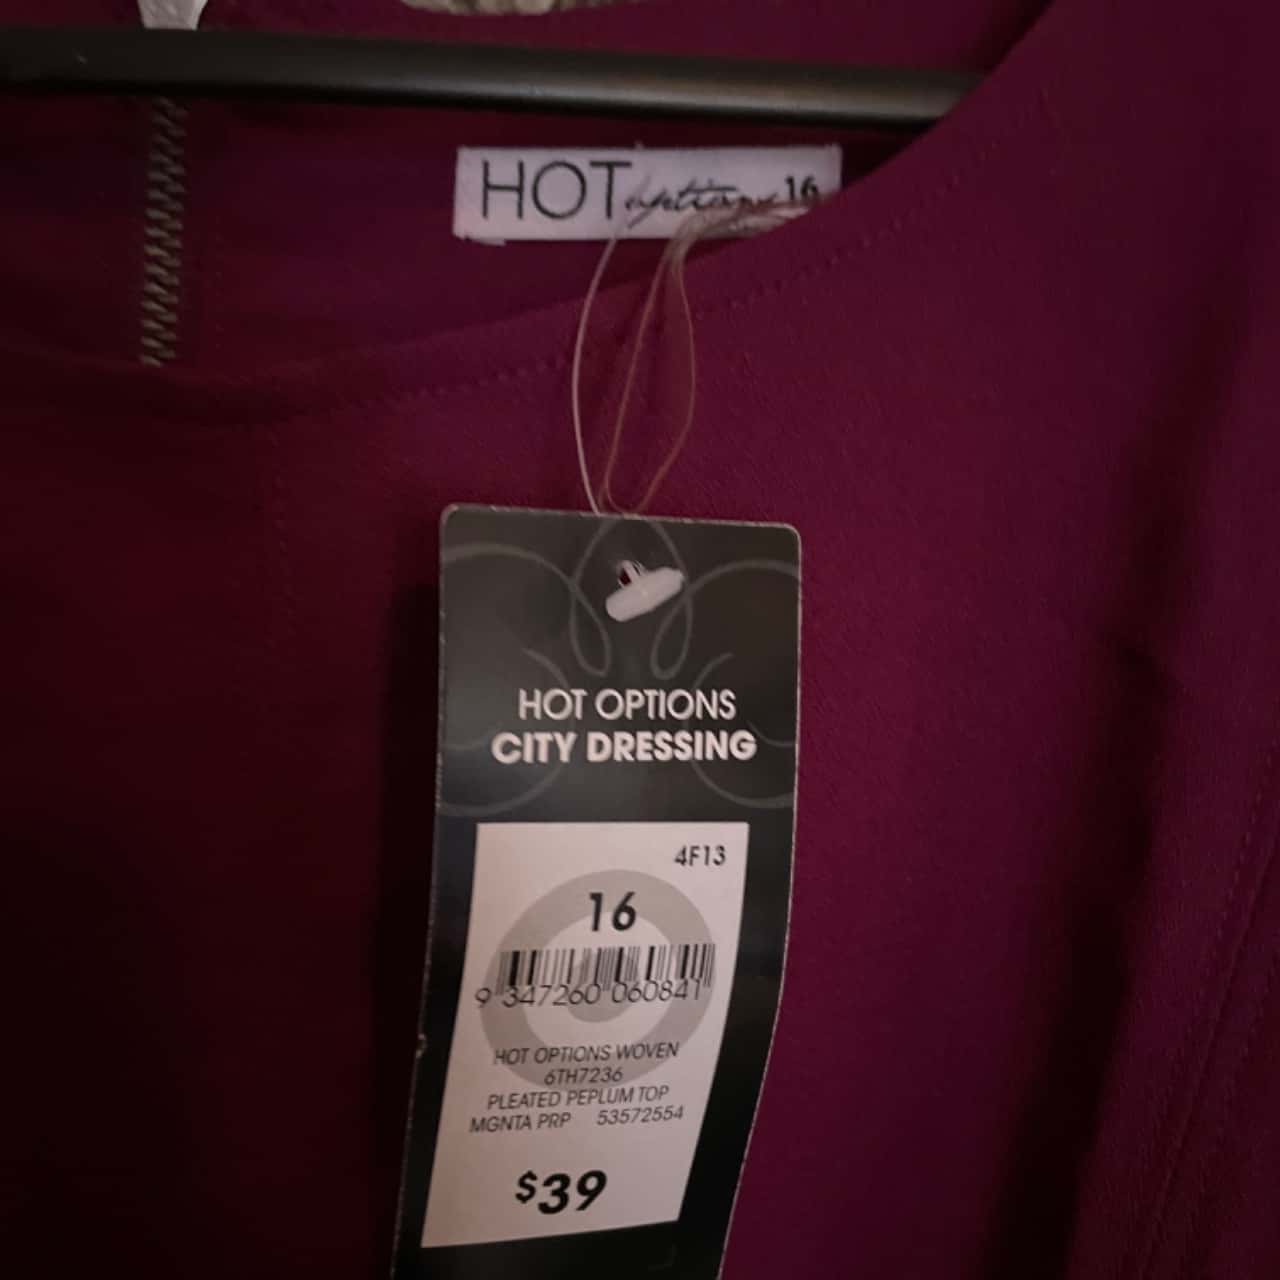 HOT options 16
HOT OPTIONS
CITY DRESSING
4F13
16
9 347260 060841
HOT OPTIONS WOVEN
6TH7236
PLEATED PEPLUM TOP
MGNTA PRP 53572554
$39